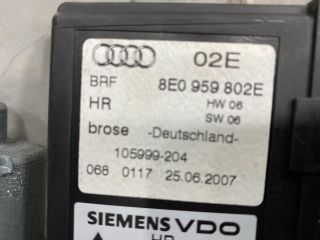 02E
BRF 8E0 959 802E
HR HW 06
SW 06
brose -Deutschland-
105999-204
068 0117 25.06.2007
SIEMENS VDO
HR